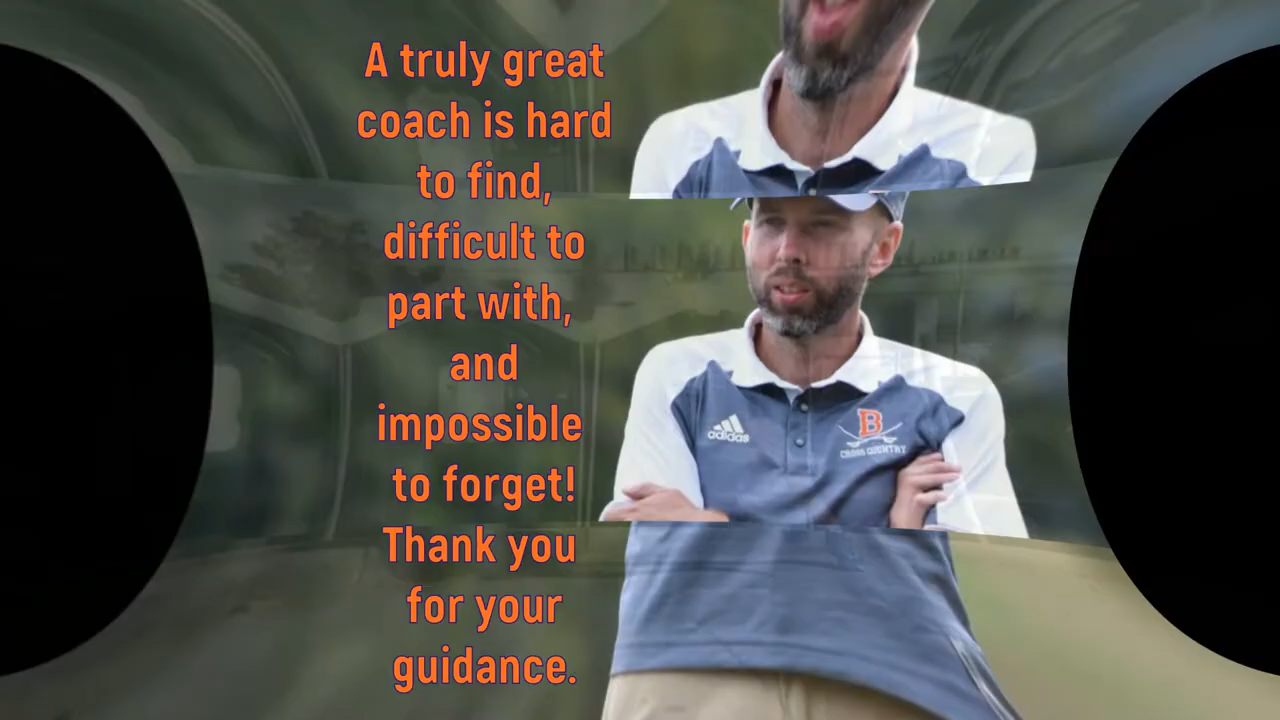 A truly great
coach is hard
to find,
difficult to
part with,
and
impossible
to forget!
Thank you
for your
guidance.
adidas
B
CROSS COUNTRY